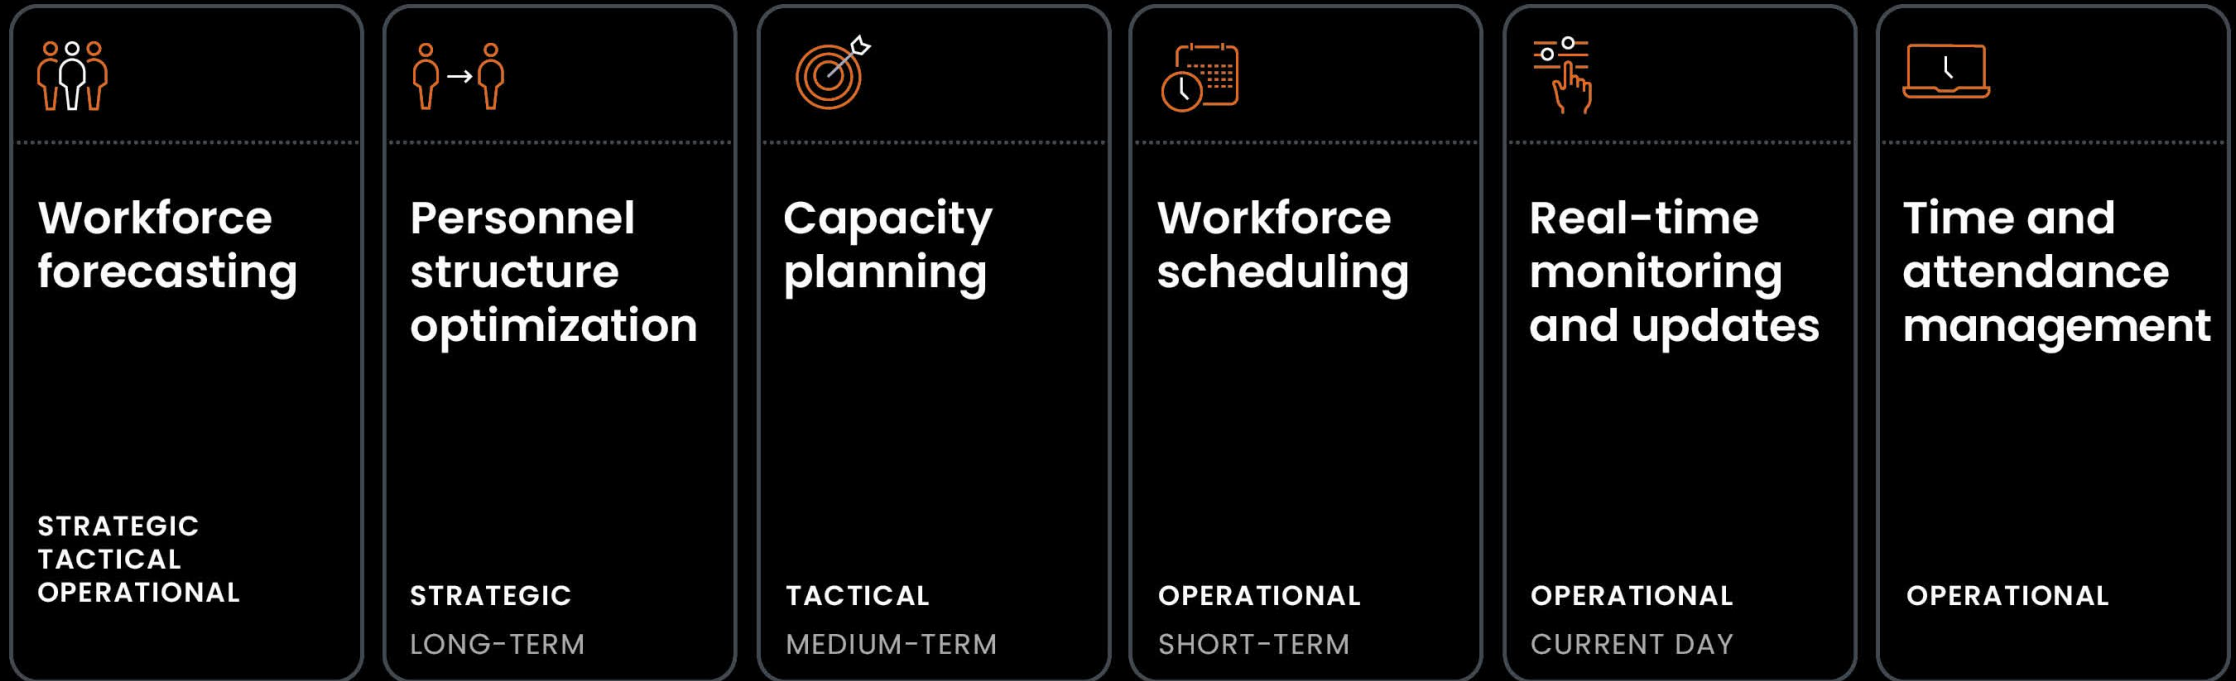 Workforce
forecasting
STRATEGIC
TACTICAL
OPERATIONAL
Personnel
structure
optimization
STRATEGIC
LONG-TERM
Capacity
planning
TACTICAL
MEDIUM-TERM
Workforce
scheduling
OPERATIONAL
SHORT-TERM
Real-time
monitoring
and updates
OPERATIONAL
CURRENT DAY
Time and
attendance
management
OPERATIONAL